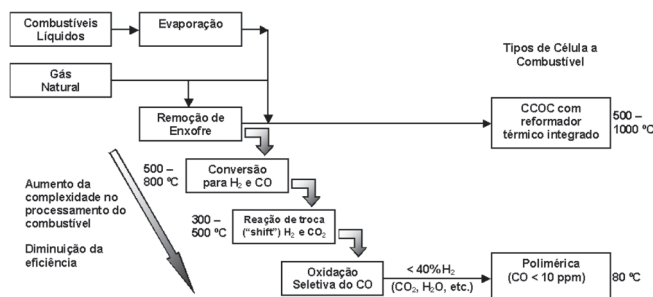 Combustíveis
Líquidos
Evaporação
Gás
Natural
Tipos de Célula a
Combustível
Remoção de
Enxofre
CCOC com
reformador
térmico integrado
500 –
1000 ºC
500 –
800 ºC
Conversão
para H₂ e CO
Aumento da
complexidade no
processamento do
combustível
Diminuição da
eficiência
300 –
500 ºC
Reação de troca
("shift") H₂ e CO₂
Oxidação
Seletiva do CO
< 40%H₂
(CO₂, H₂O, etc.)
Polimérica
(CO < 10 ppm)
80 ºC